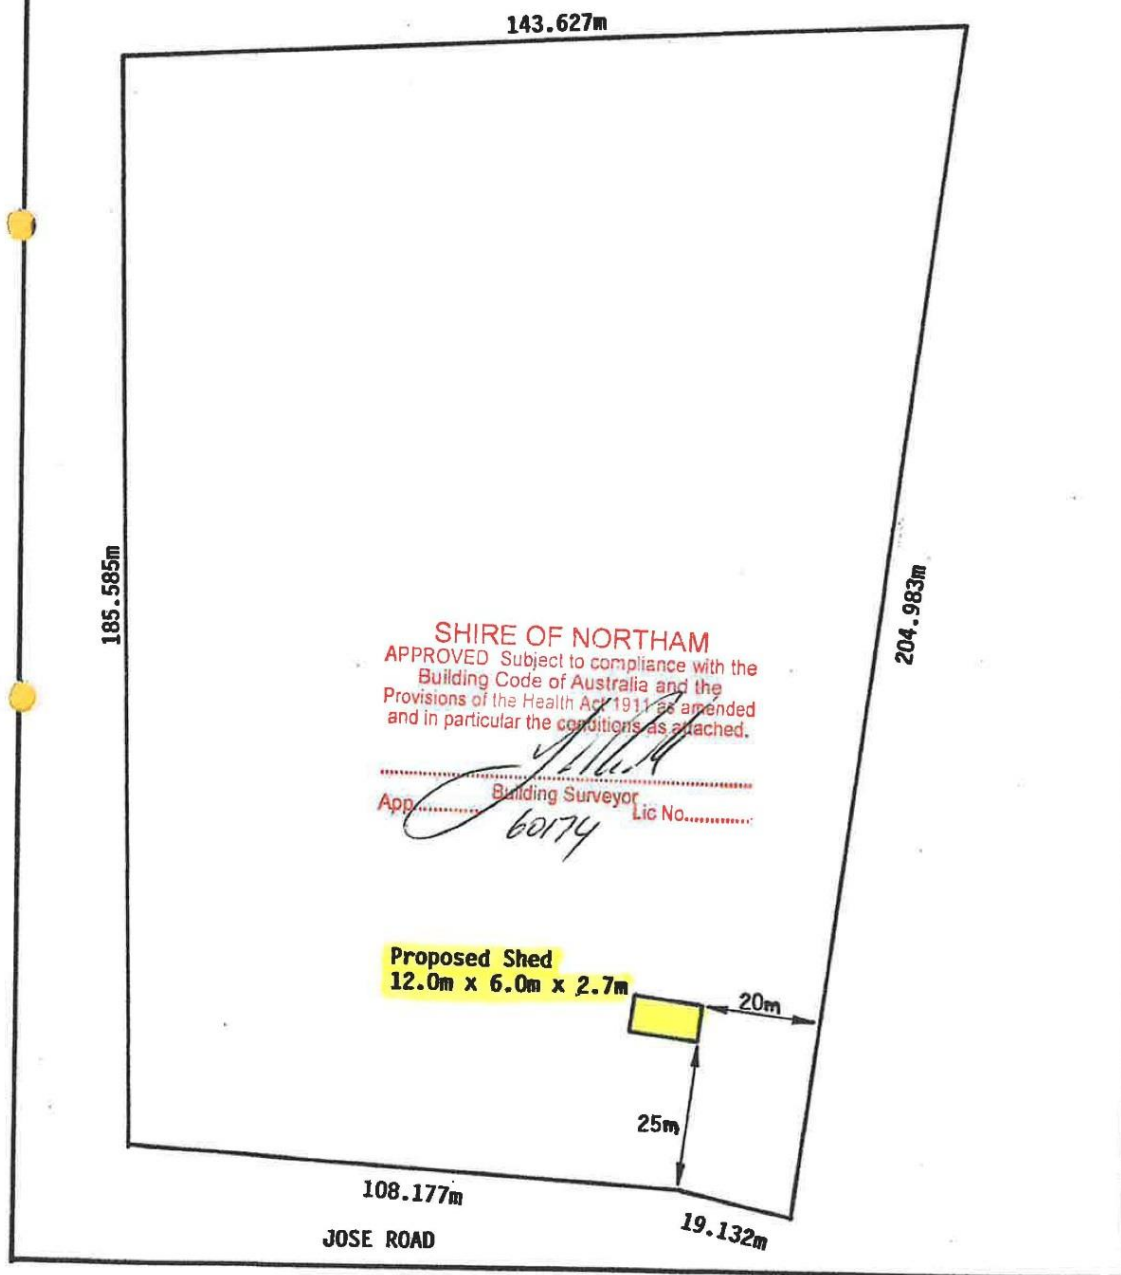 143.627m
185.585m
204.983m
SHIRE OF NORTHAM
APPROVED Subject to compliance with the
Building Code of Australia and the
Provisions of the Health Act 1911 as amended
and in particular the conditions as attached.
Building Surveyor
App............ Lic No............
60174
Proposed Shed
12.0m x 6.0m x 2.7m
20m
25m
108.177m
19.132m
JOSE ROAD